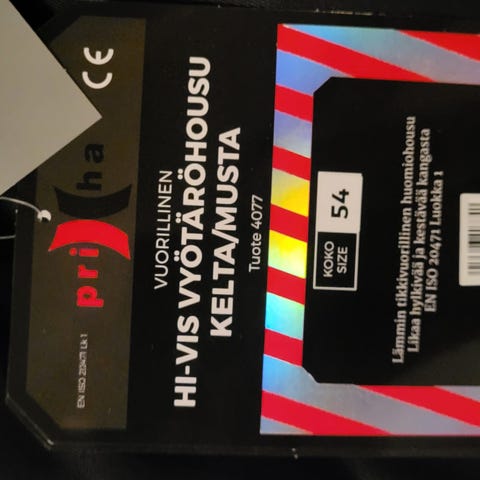 CE
pri ha
EN ISO 20471 Lk 1
VUORILLINEN
HI-VIS VYÖTÄRÖHOUSU
KELTA/MUSTA
Tuote 4077
KOKO
SIZE
54
Lämmin tikkivuorillinen huomiohousu
Likaa hylkivää ja kestävää kangasta
EN ISO 20471 Luokka 1